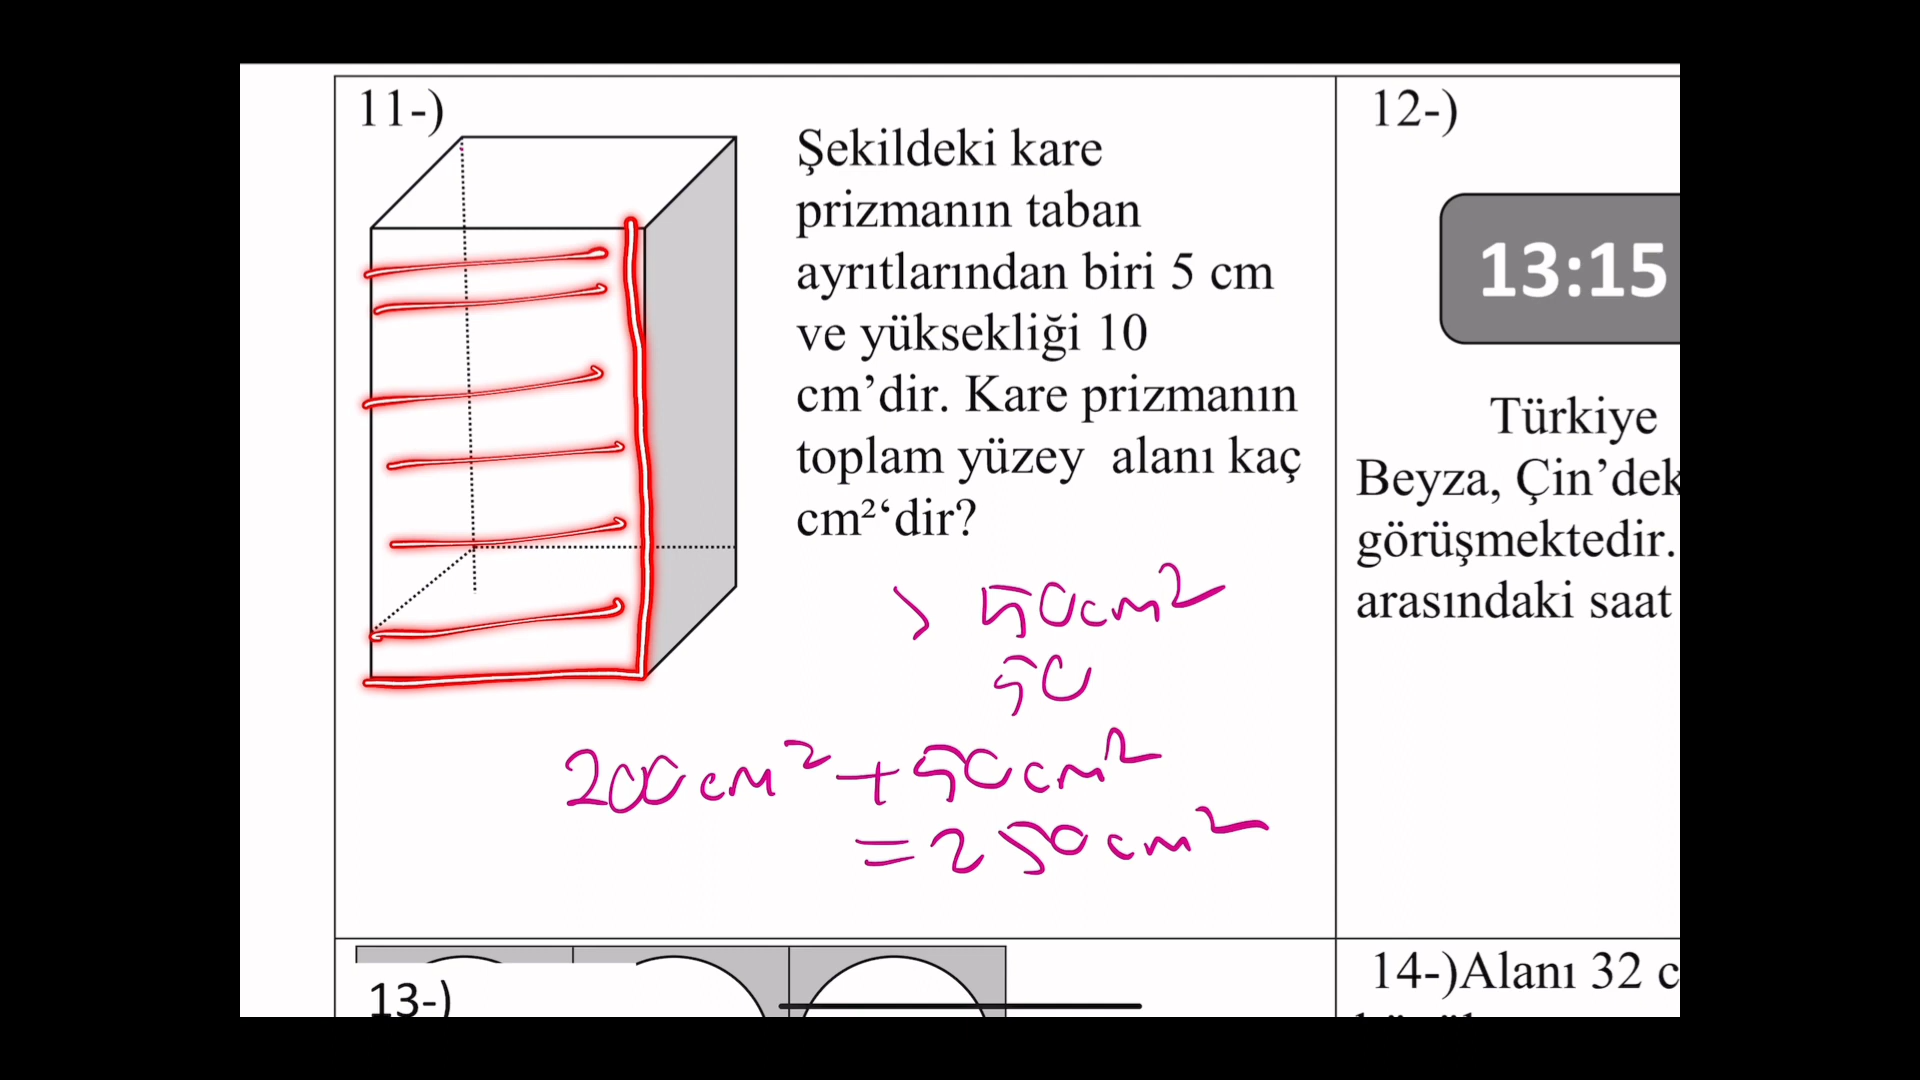 11-)
Şekildeki kare
prizmanın taban
ayrıtlarından biri 5 cm
ve yüksekliği 10
cm’dir. Kare prizmanın
toplam yüzey alanı kaç
cm²‘dir?
50cm²
50
200cm² + 50cm²
= 250cm²
12-)
13:15
Türkiye
Beyza, Çin’dek
görüşmektedir.
arasındaki saat
13-)
14-)Alanı 32 c